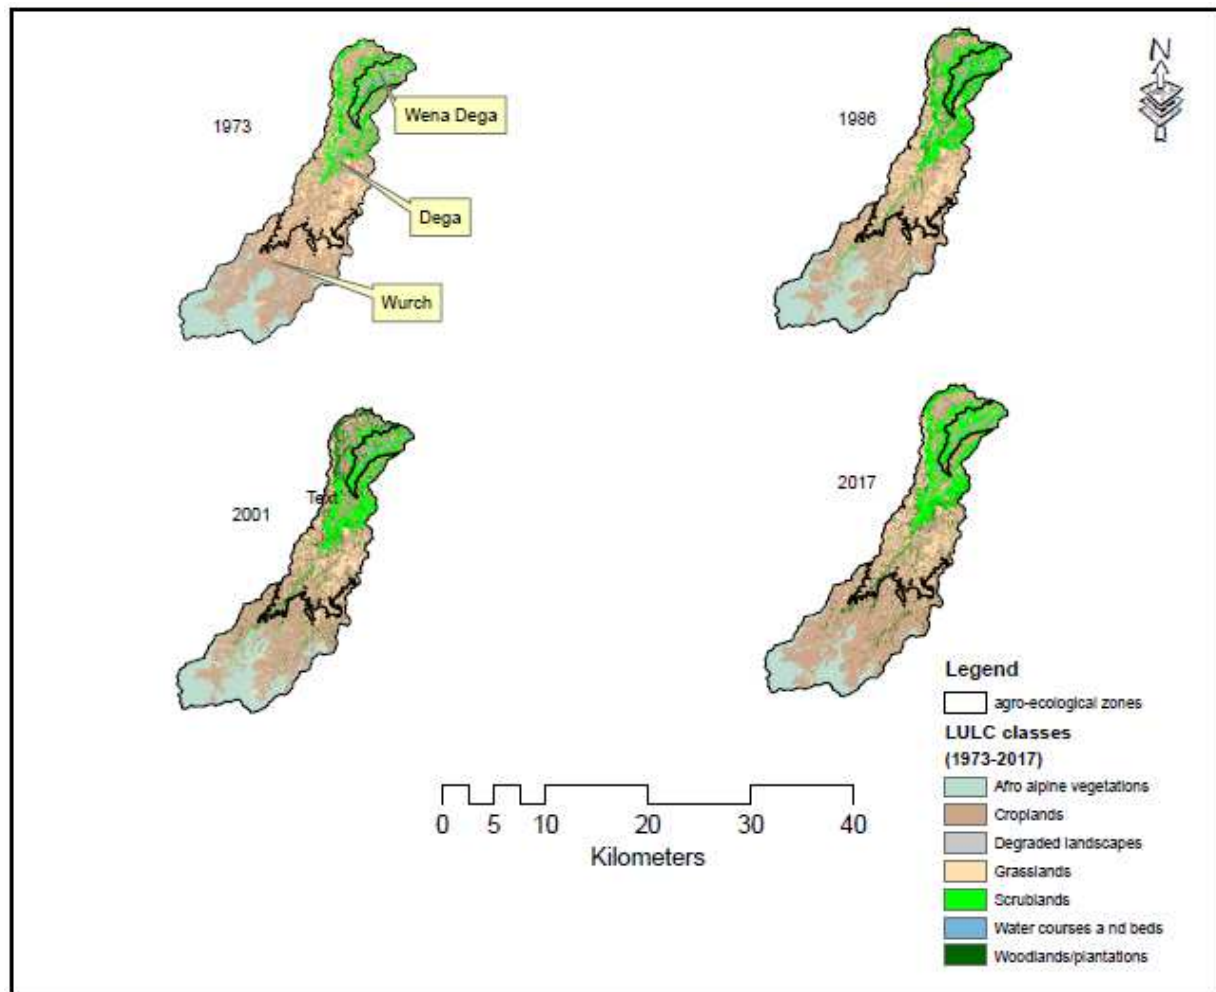 N
1973
Wena Dega
1986
Dega
Wurch
Text
2001
2017
Legend
agro-ecological zones
LULC classes
(1973-2017)
Afro alpine vegetations
Croplands
Degraded landscapes
Grasslands
Scrublands
Water courses a nd beds
Woodlands/plantations
0 5 10 20 30 40
Kilometers